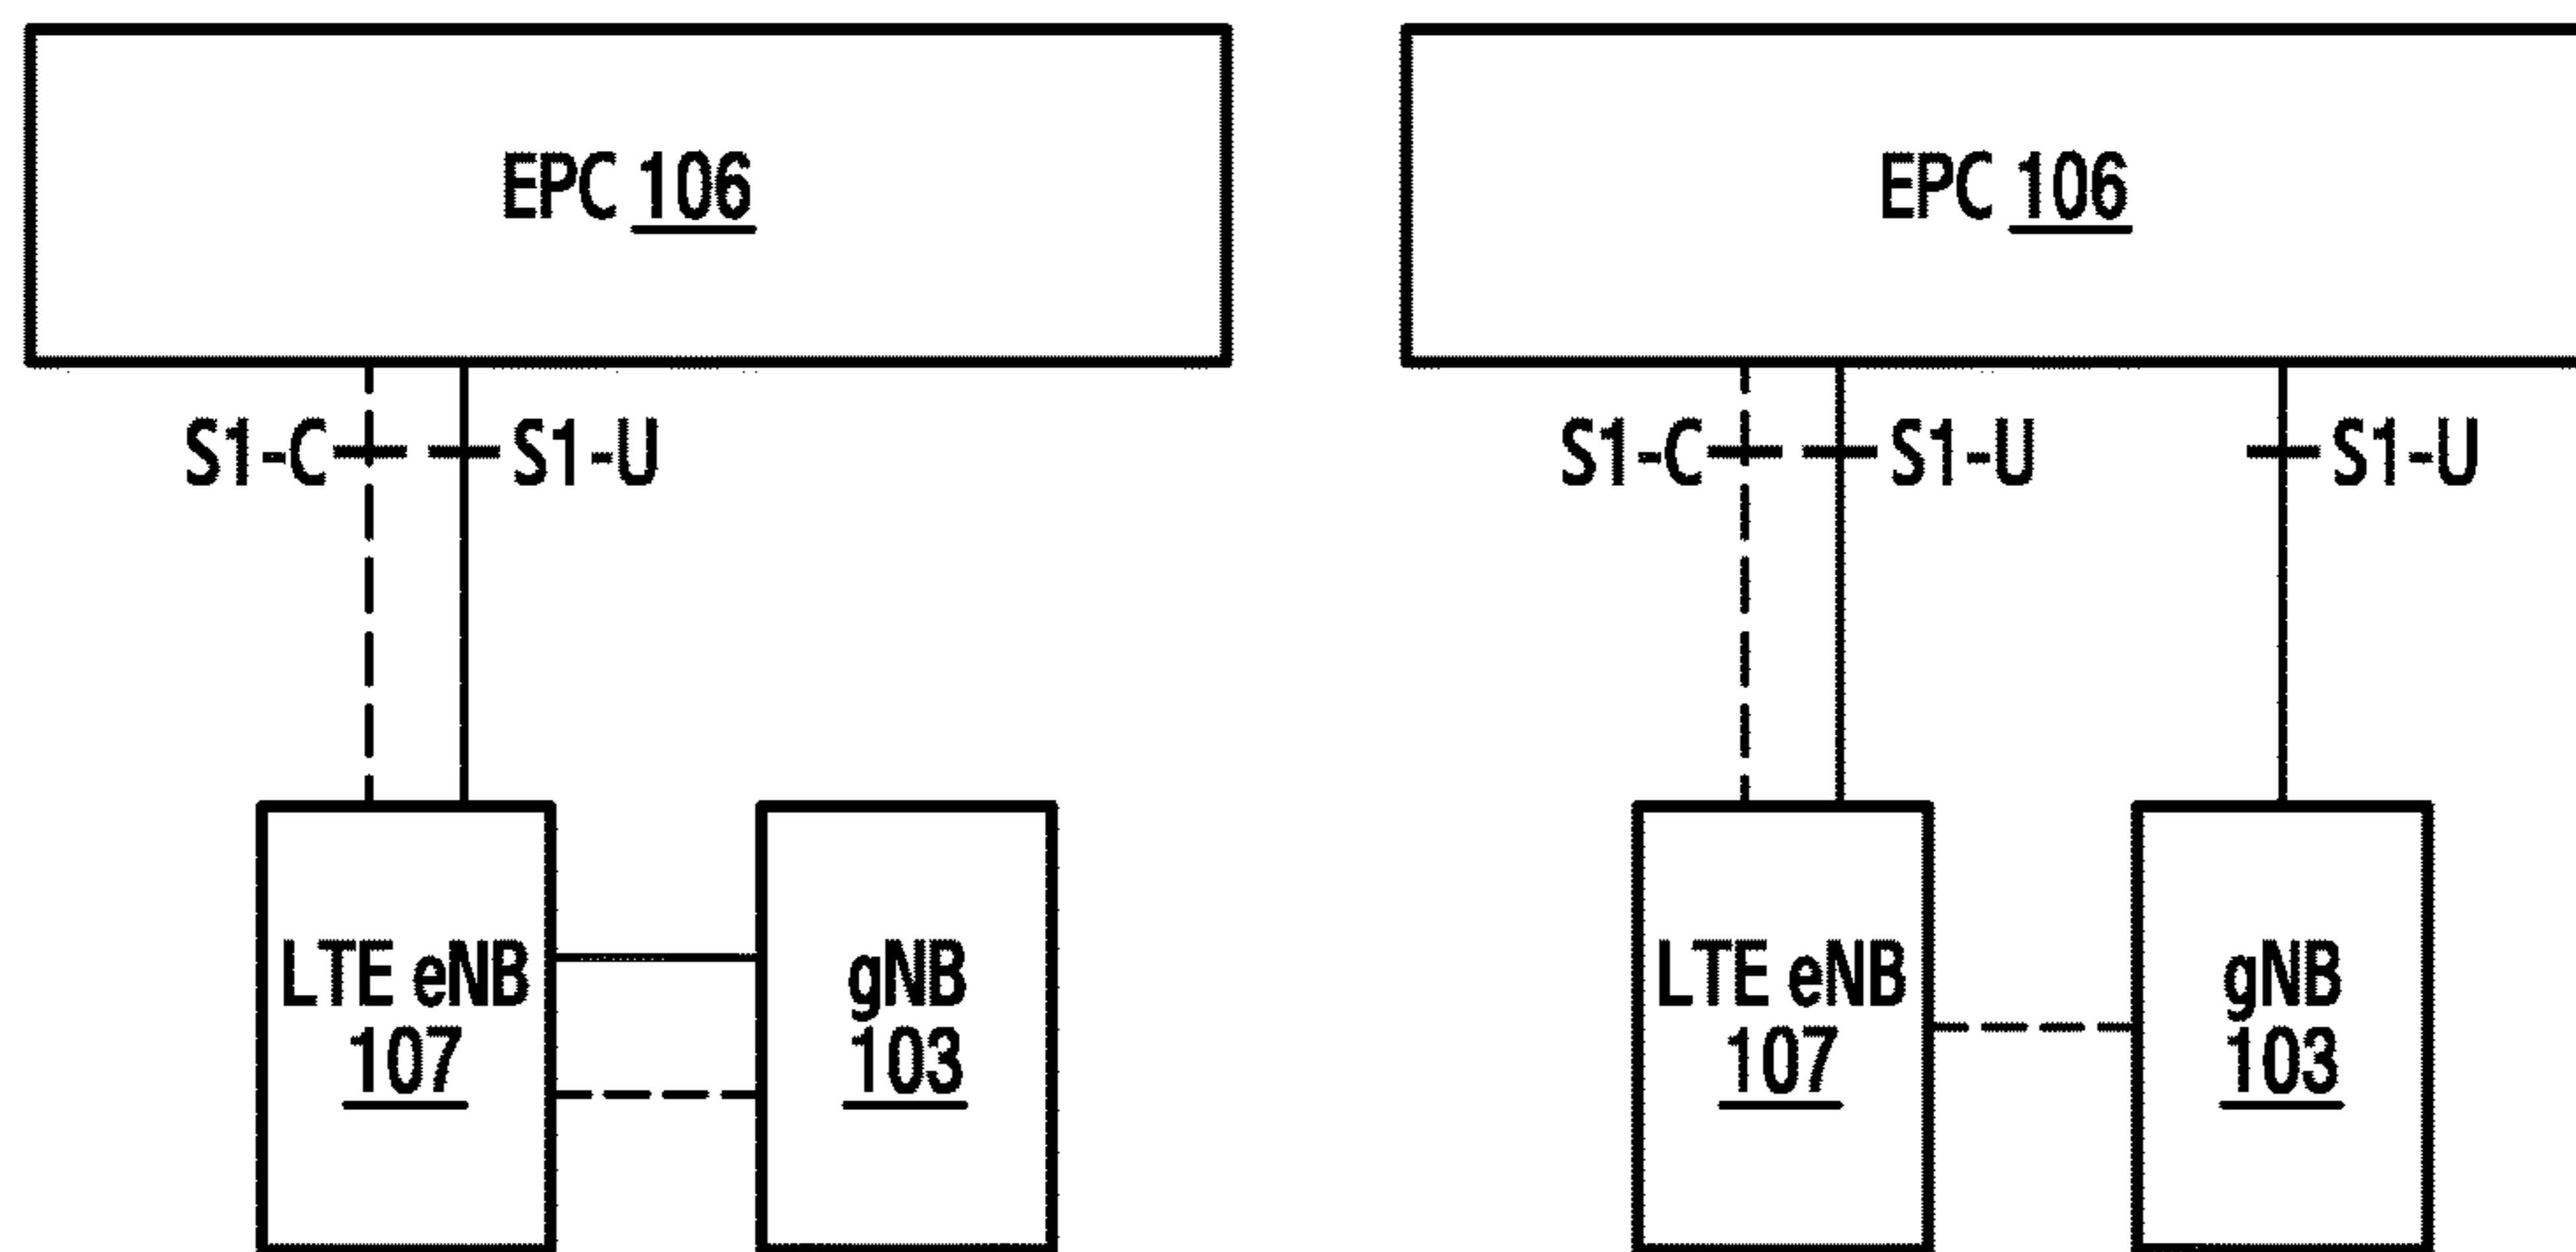 EPC 106
S1-C S1-U
LTE eNB
107
gNB
103
EPC 106
S1-C S1-U
S1-U
LTE eNB
107
gNB
103